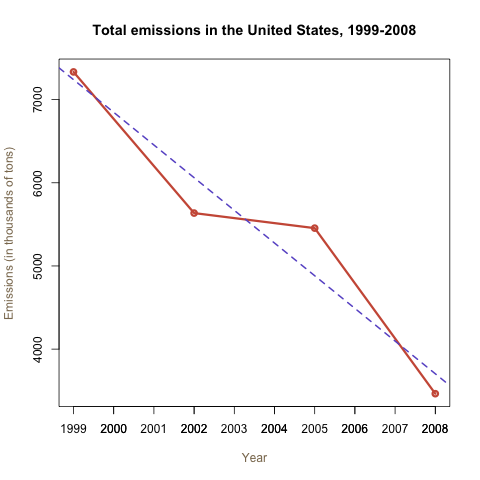 Total emissions in the United States, 1999-2008
Emissions (in thousands of tons)
7000
6000
5000
4000
1999 2000 2001 2002 2003 2004 2005 2006 2007 2008
Year